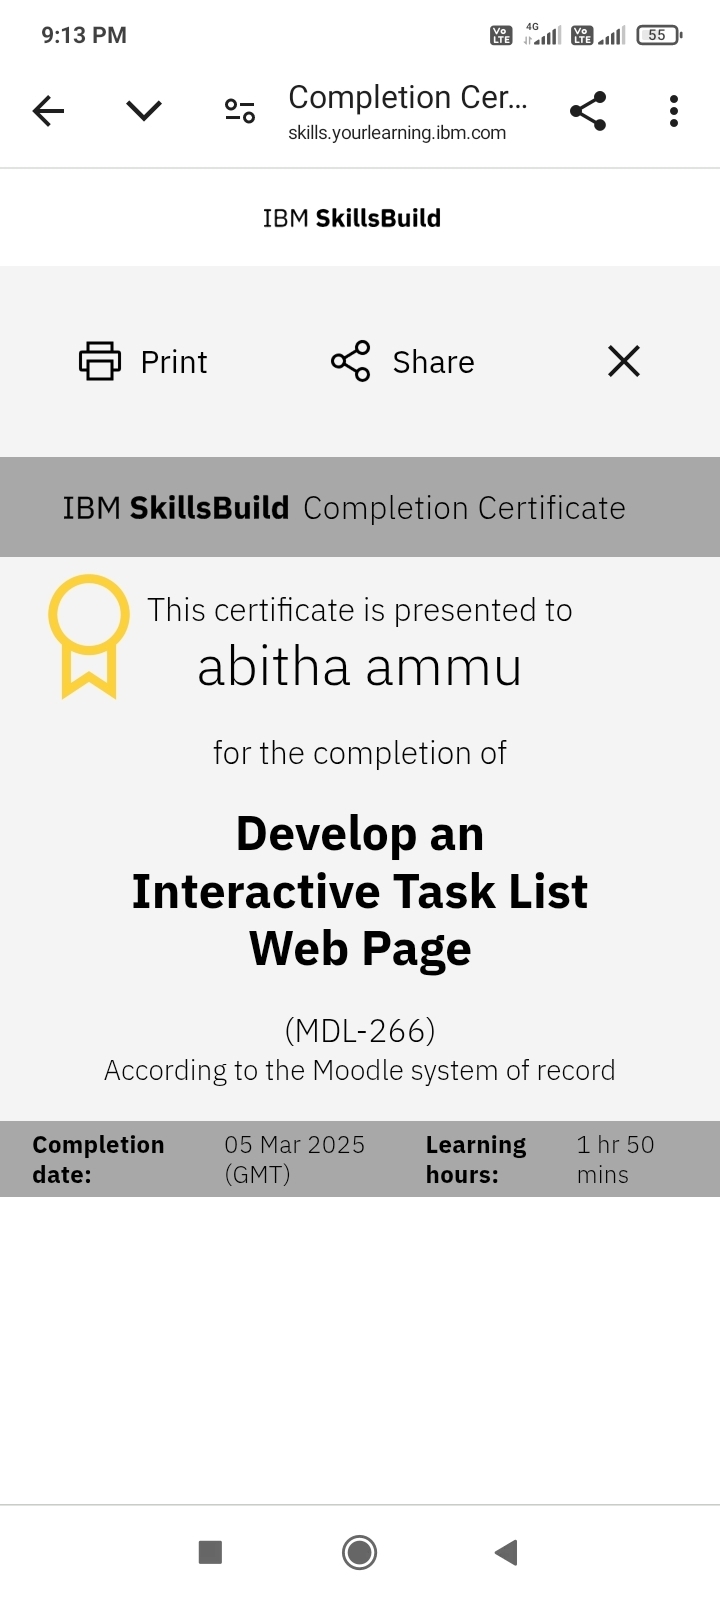 9:13 PM
Vo LTE 4G Vo LTE 55
Completion Cer...
skills.yourlearning.ibm.com
IBM SkillsBuild
Print Share
IBM SkillsBuild Completion Certificate
This certificate is presented to
abitha ammu
for the completion of
Develop an
Interactive Task List
Web Page
(MDL-266)
According to the Moodle system of record
Completion date: 05 Mar 2025 (GMT) Learning hours: 1 hr 50 mins